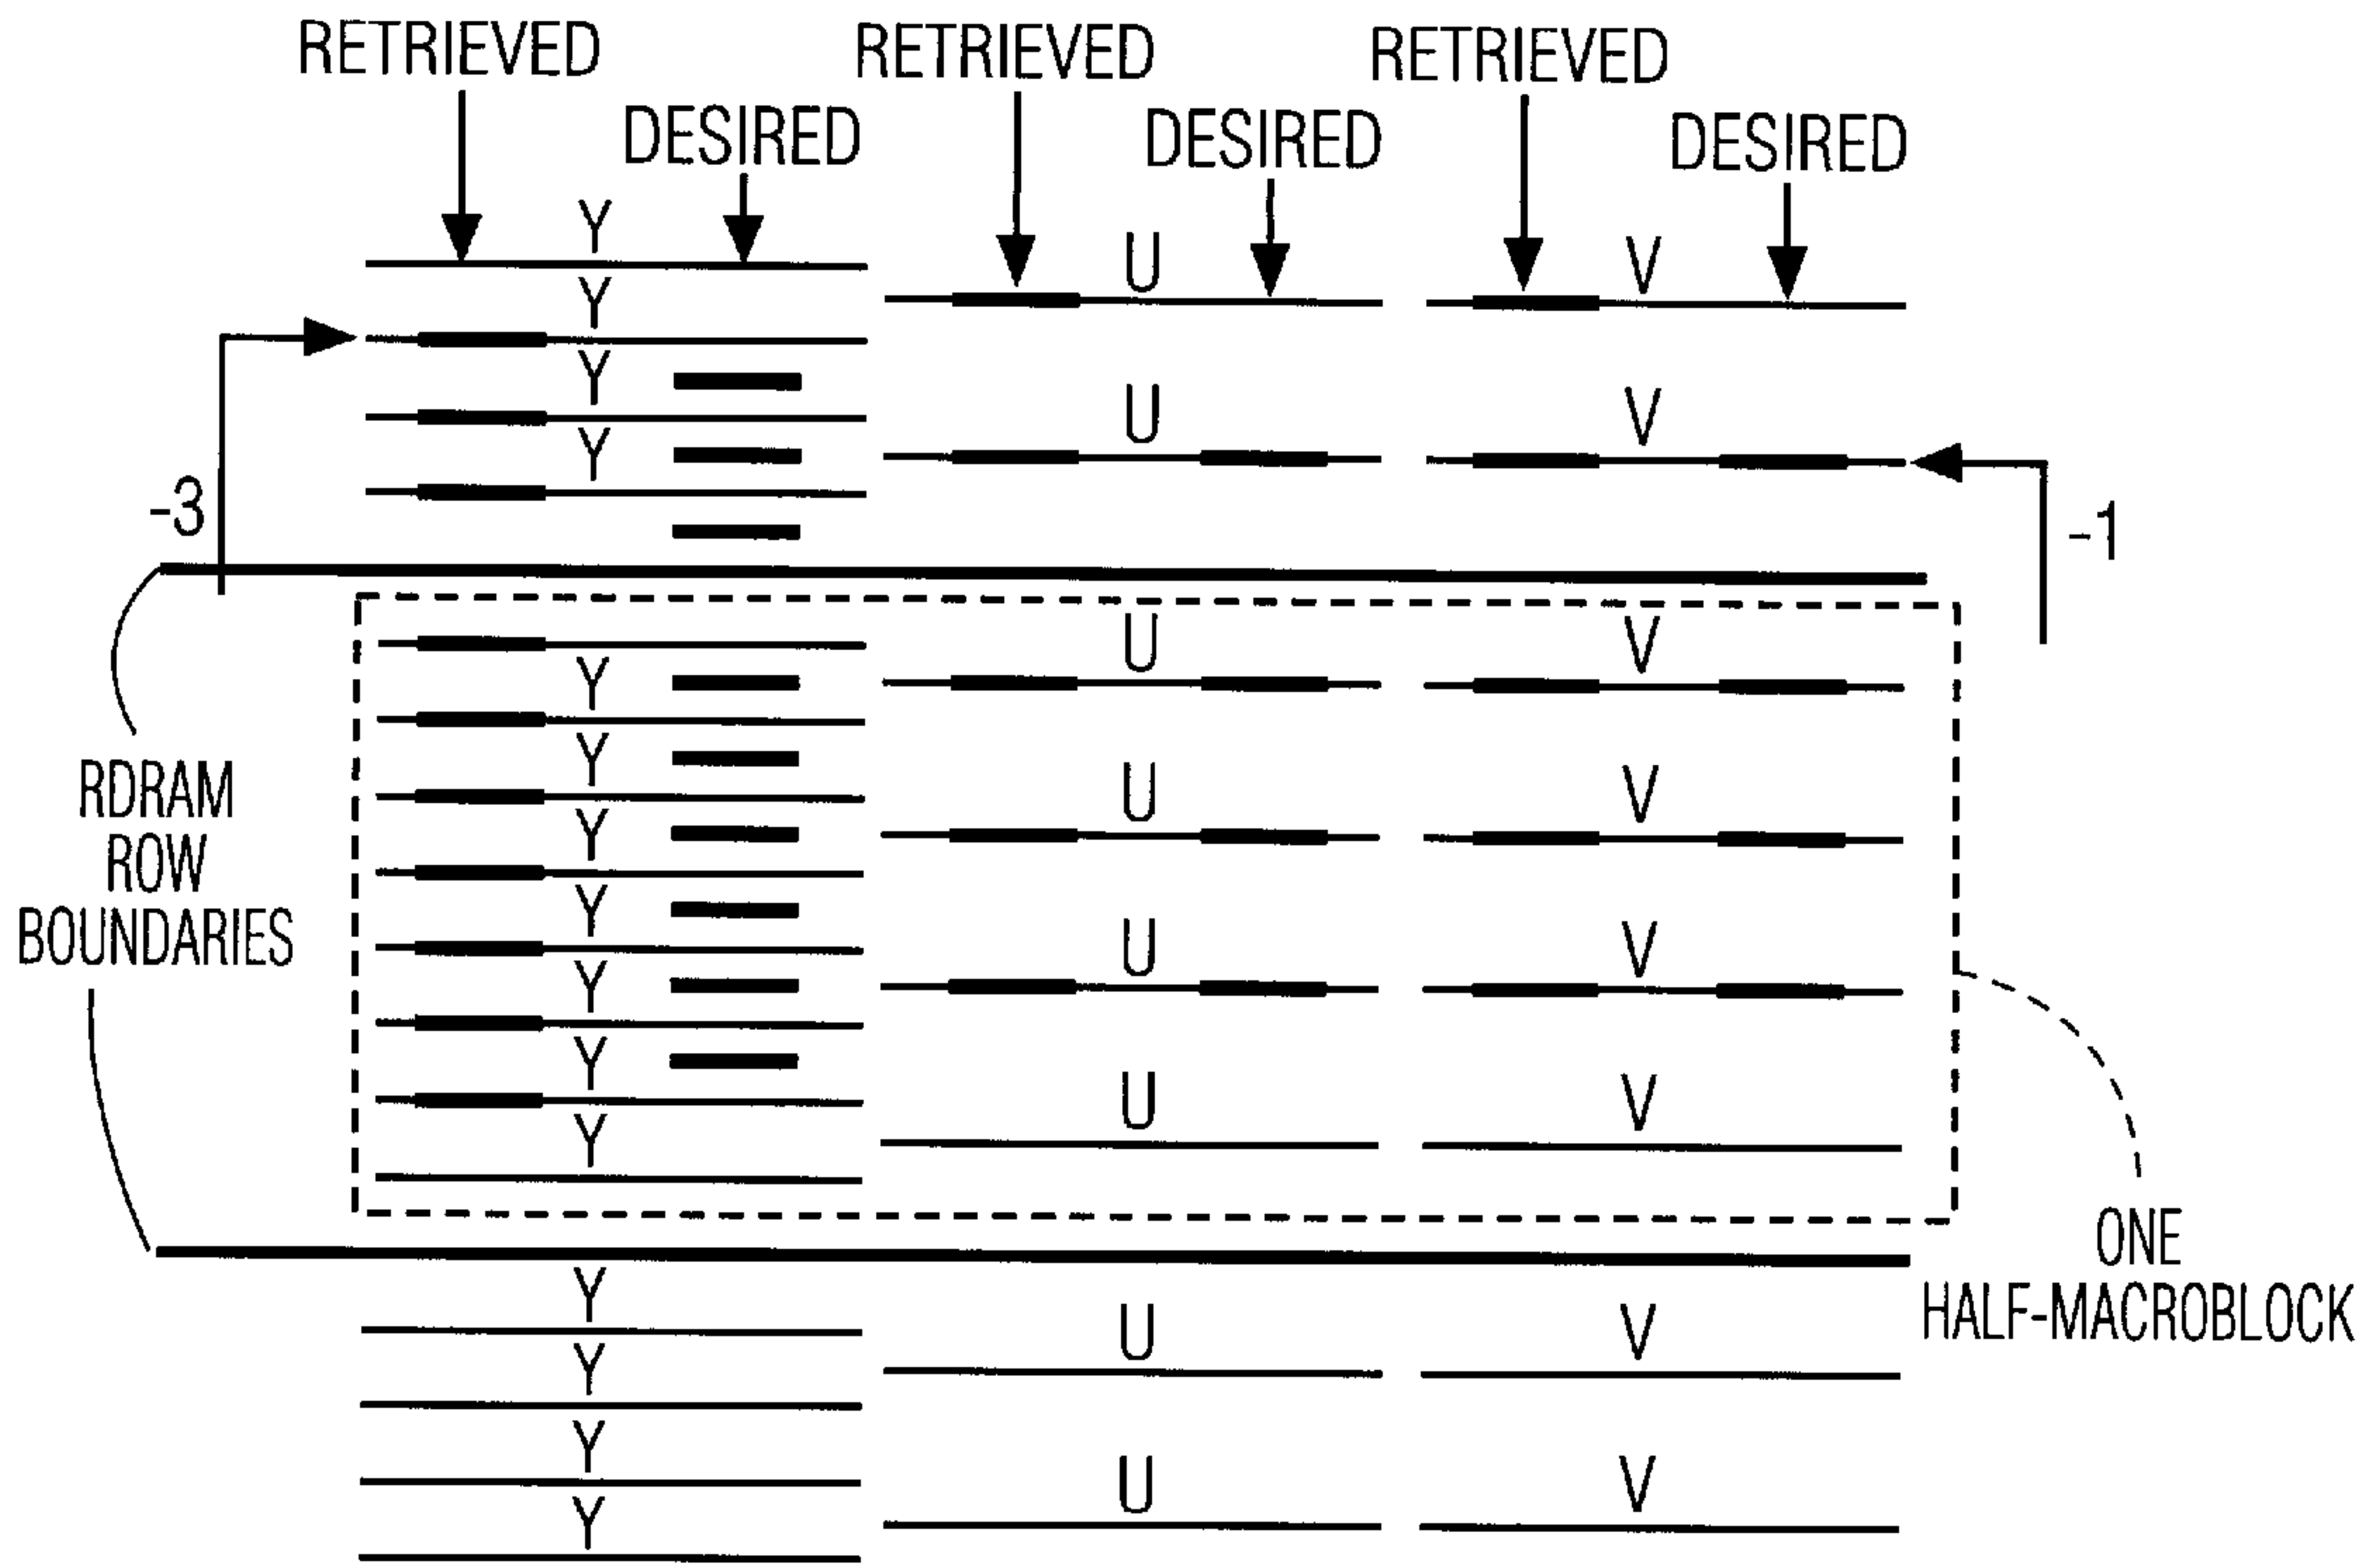 RETRIEVED RETRIEVED RETRIEVED
DESIRED DESIRED DESIRED
Y
U V
Y
Y
U V
Y
-3
-1
U V
Y
Y
U V
Y
Y
U V
Y
Y
U V
Y
RDRAM
ROW
BOUNDARIES
ONE
HALF-MACROBLOCK
Y
U V
Y
Y
U V
Y